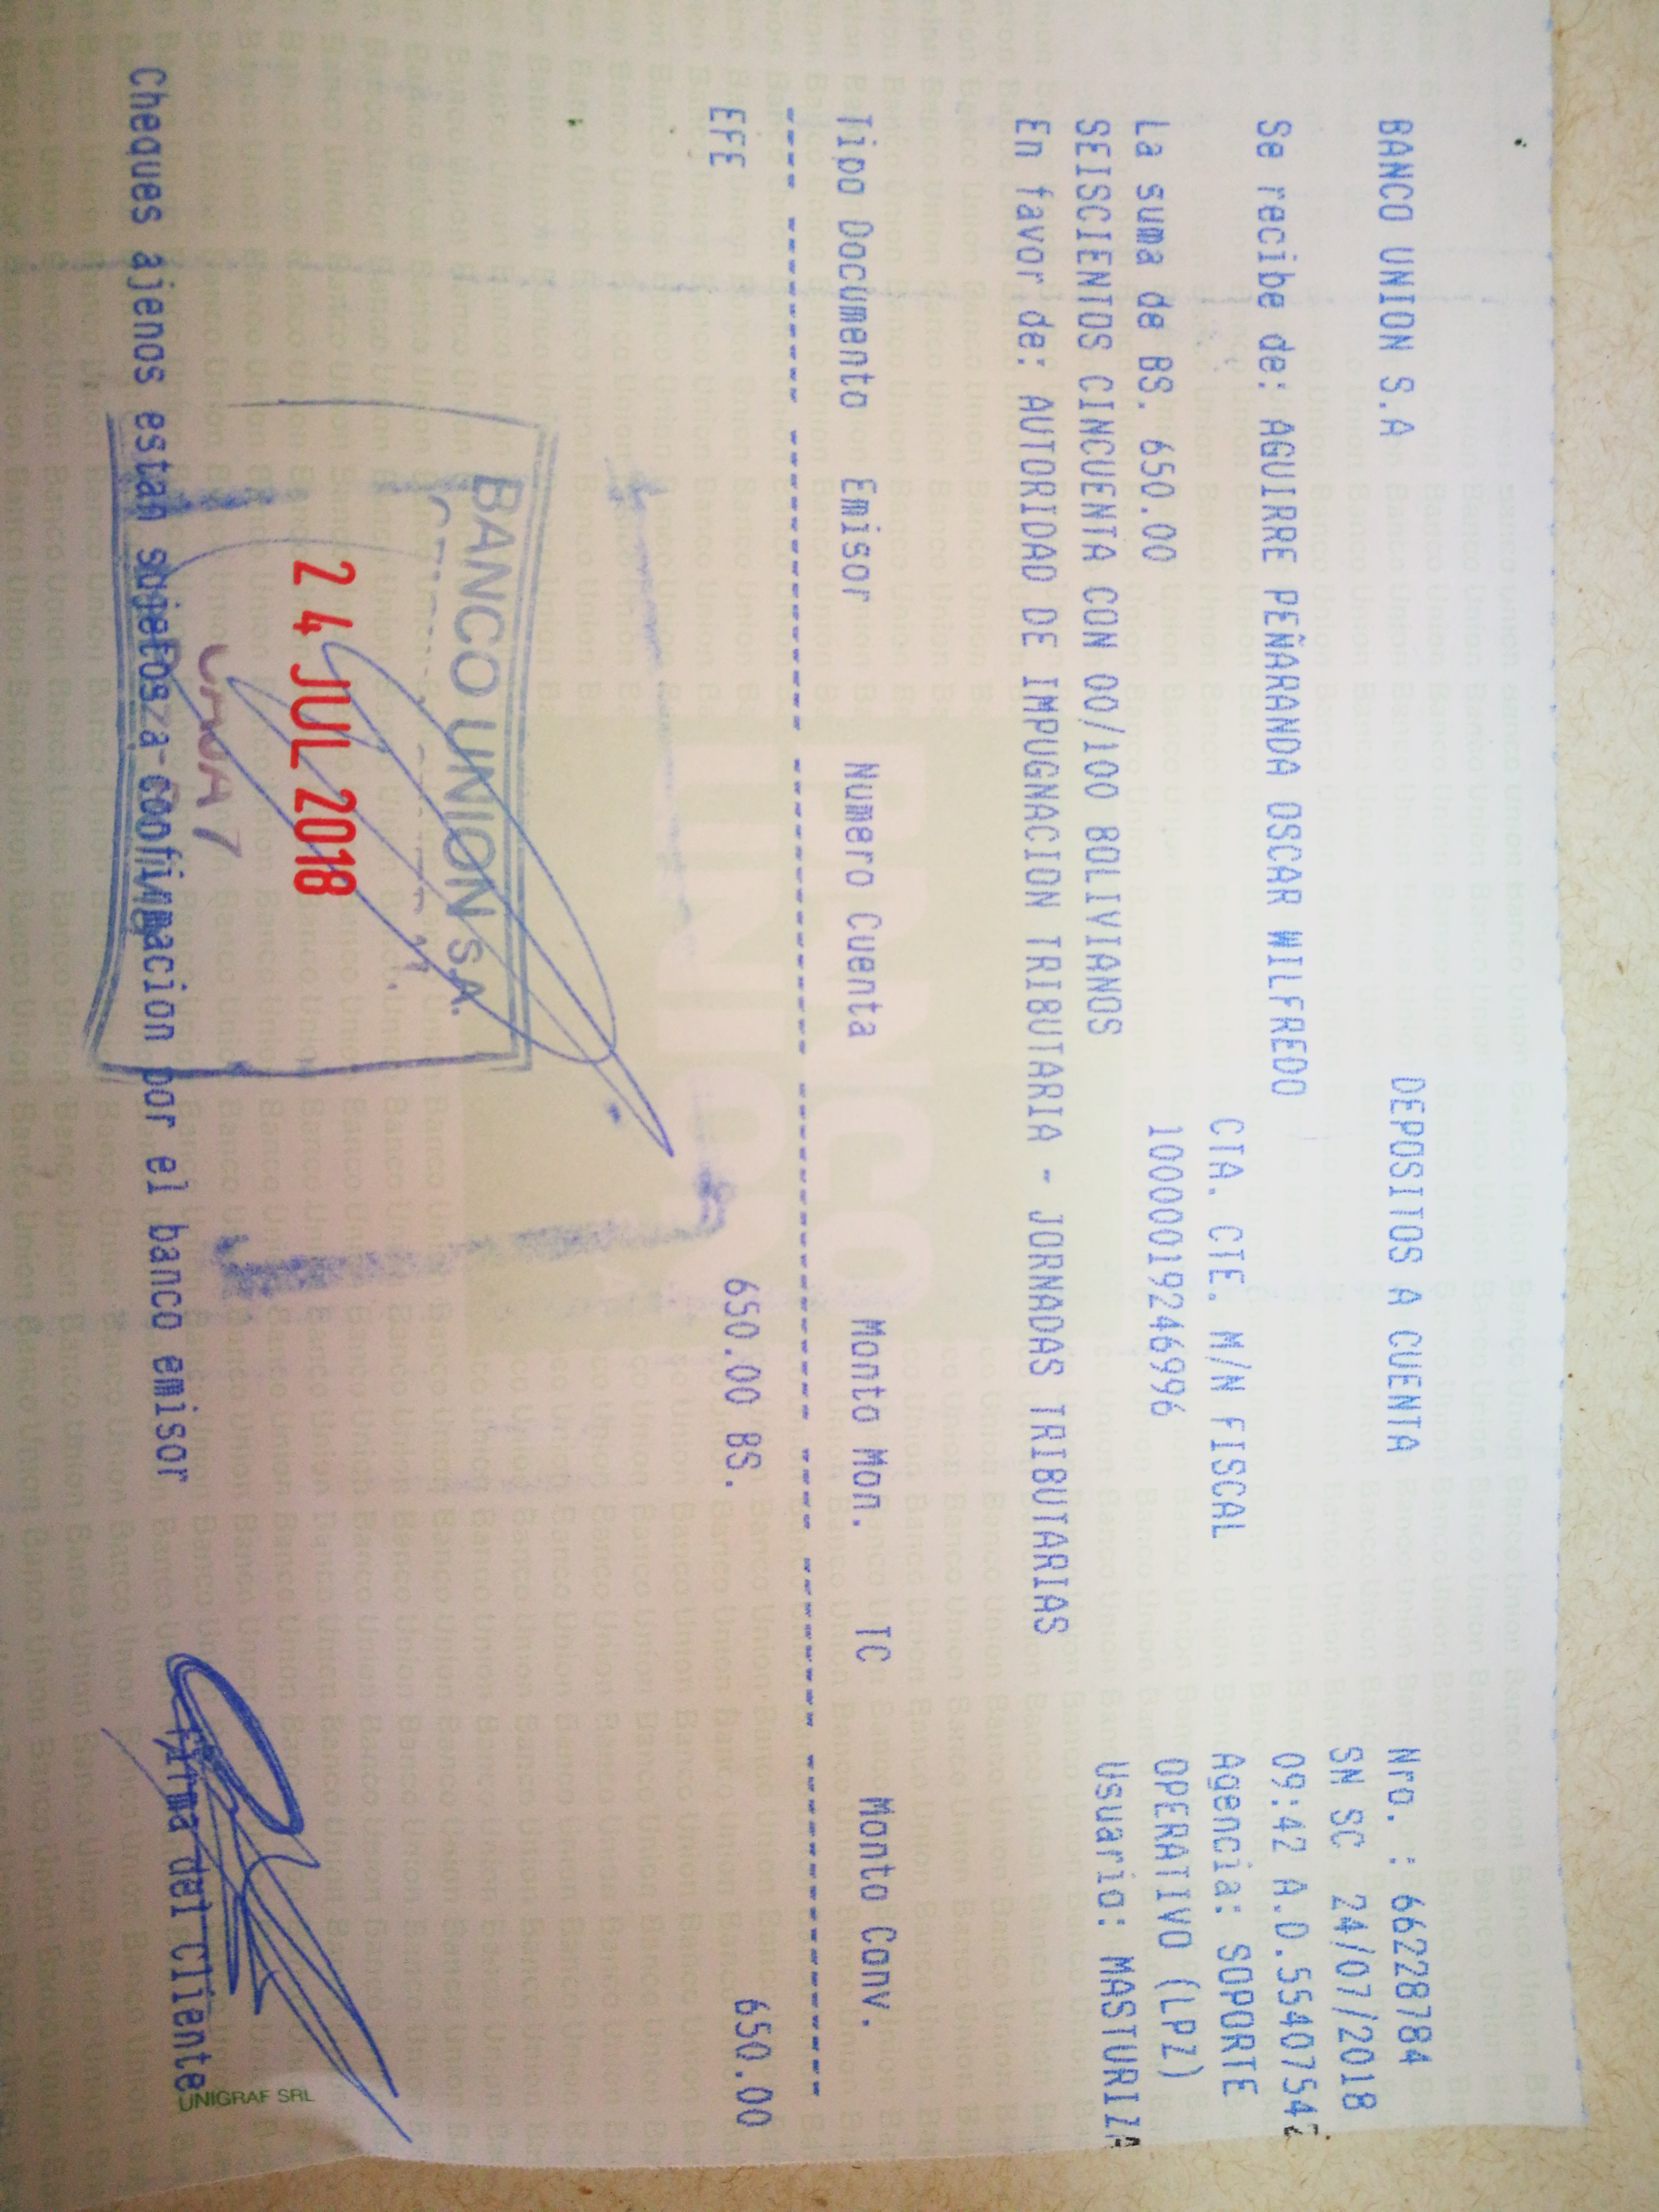 BANCO UNION S.A DEPOSITOS A CUENTA Nro. : 66228784
SN SC 24/07/2018
Se recibe de: AGUIRRE PEÑARANDA OSCAR WILFREDO 09:42 A.D.5540754
CTA. CTE. M/N FISCAL Agencia: SOPORTE
La suma de BS. 650.00 10000019246996 OPERATIVO (LPZ)
SEISCIENTOS CINCUENTA CON 00/100 BOLIVIANOS Usuario: MASTURIZA
En favor de: AUTORIDAD DE IMPUGNACION TRIBUTARIA - JORNADAS TRIBUTARIAS
Tipo Documento Emisor Numero Cuenta Monto Mon. TC Monto Conv.
EFE 650.00 BS. 650.00
BANCO UNION S.A.
24 JUL 2018
CAJA 7
Cheques ajenos estan sujetos a confirmacion por el banco emisor Firma del Cliente
UNIGRAF SRL
BANCO
UNION